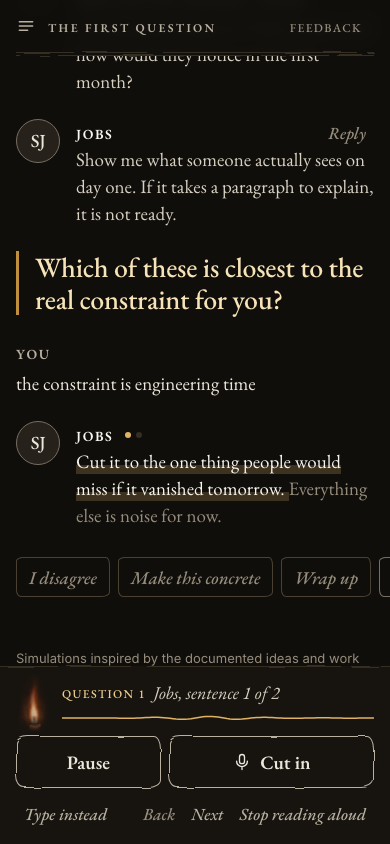 THE FIRST QUESTION
FEEDBACK
how would they notice in the first
month?
SJ
JOBS
Reply
Show me what someone actually sees on
day one. If it takes a paragraph to explain,
it is not ready.
Which of these is closest to the
real constraint for you?
YOU
the constraint is engineering time
SJ
JOBS
Cut it to the one thing people would
miss if it vanished tomorrow. Everything
else is noise for now.
I disagree
Make this concrete
Wrap up
Simulations inspired by the documented ideas and work
QUESTION 1 Jobs, sentence 1 of 2
Pause
Cut in
Type instead
Back
Next
Stop reading aloud